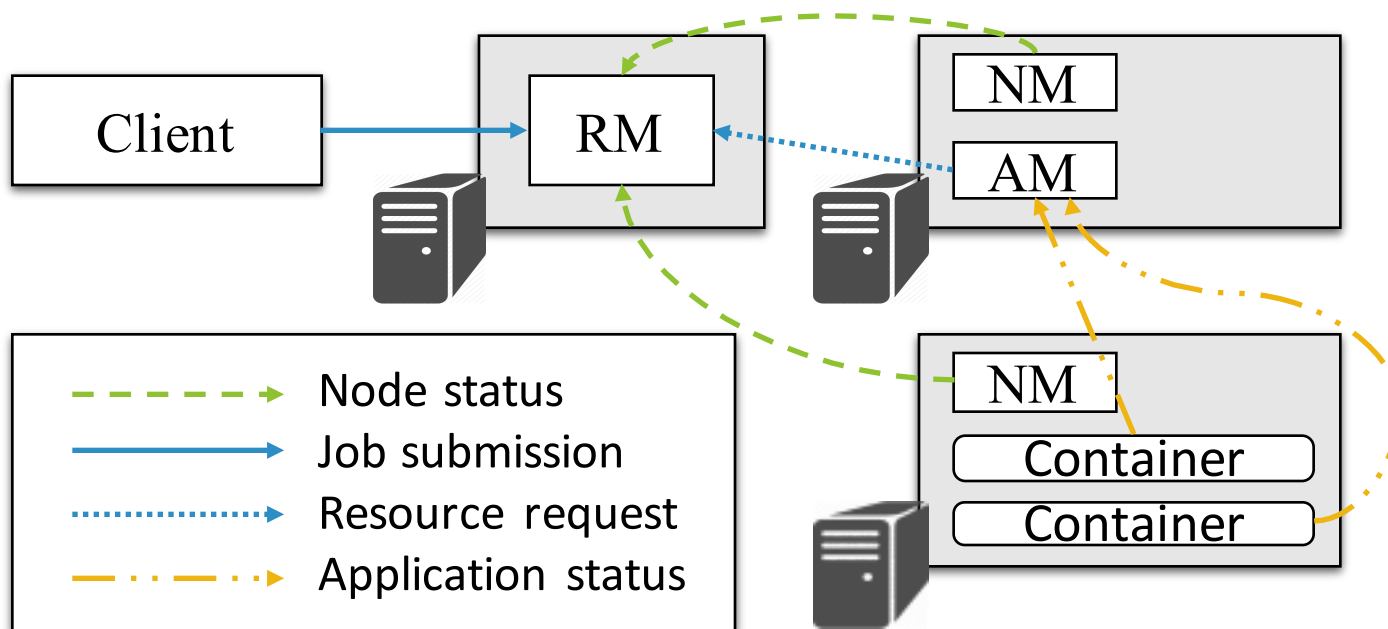 Client
RM
NM
AM
NM
Container
Container
Node status
Job submission
Resource request
Application status